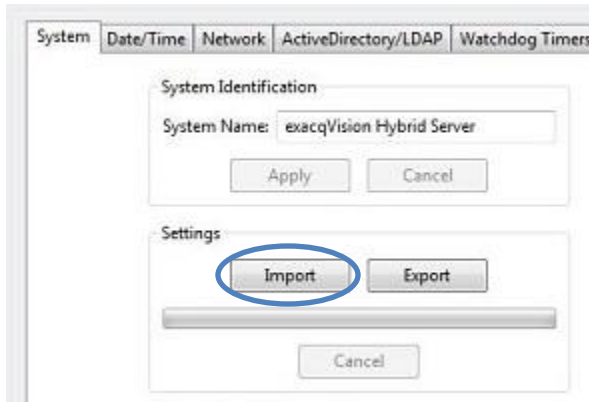 System Date/Time Network ActiveDirectory/LDAP Watchdog Timers
System Identification
System Name: exacqVision Hybrid Server
Apply Cancel
Settings
Import Export
Cancel